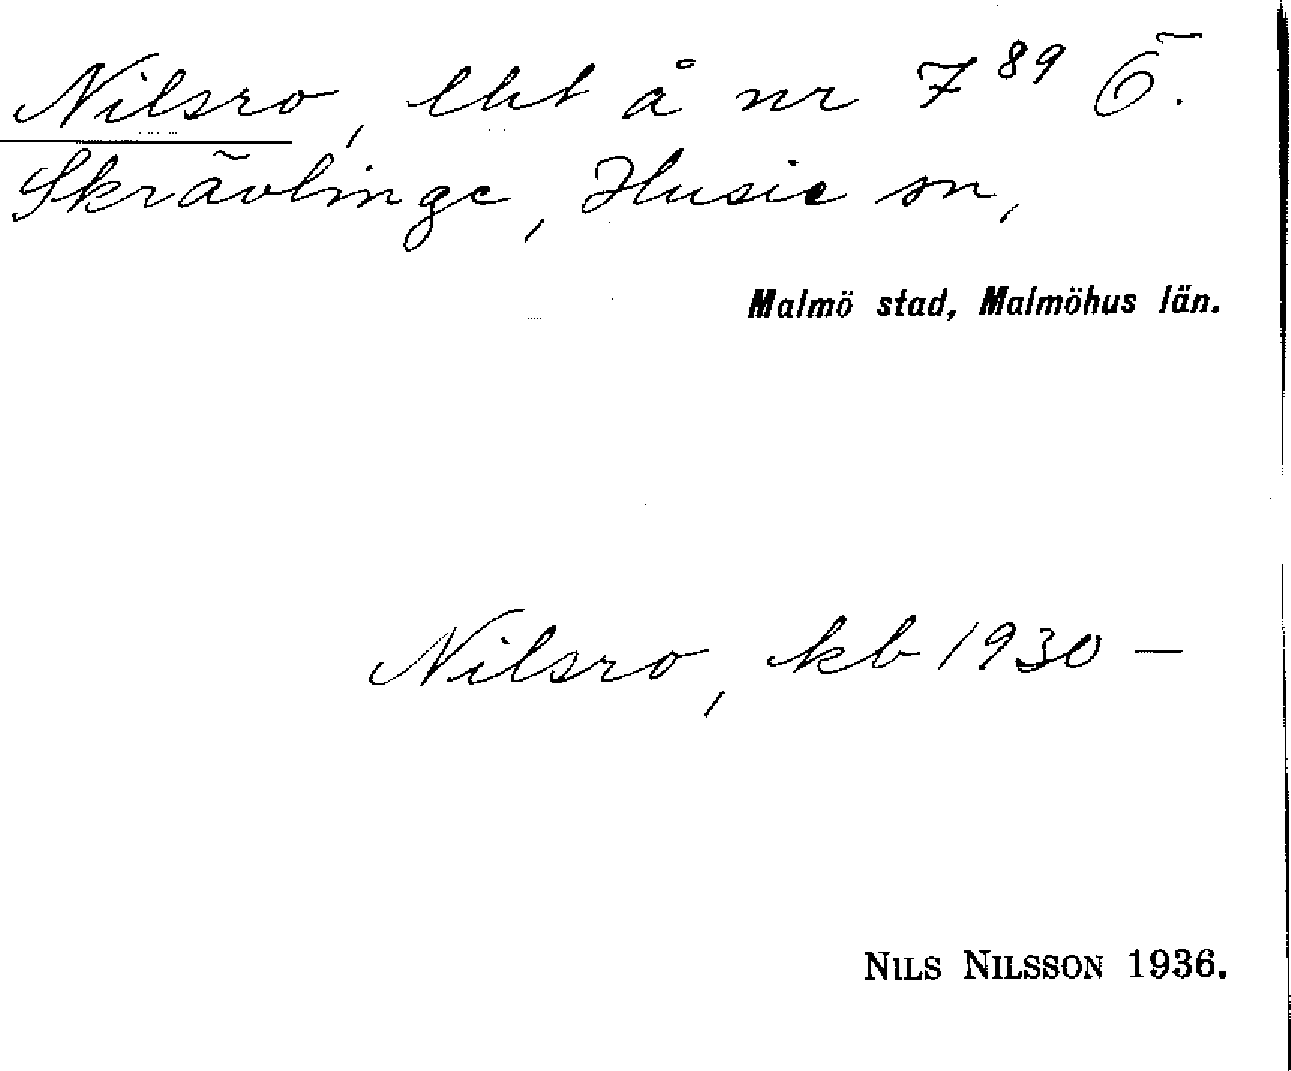 Nilsro, lht å nr 7⁸⁹ Ö.
Skrävlinge, Husie sn,
Malmö stad, Malmöhus län.
Nilsro, kb 1930 –
NILS NILSSON 1936.